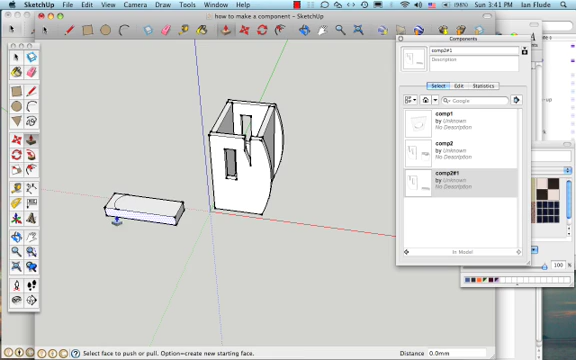 SketchUp File Edit View Camera Draw Tools Window Help
(98%) Sun 3:41 PM Ian Flude
how to make a component ~ SketchUp
Components
comp2#1
Description
Select Edit Statistics
Google
comp1
by Unknown
No Description
comp2
by Unknown
No Description
comp2#1
by Unknown
No Description
In Model
100 %
Select face to push or pull. Option=create new starting face.
Distance 0.0mm